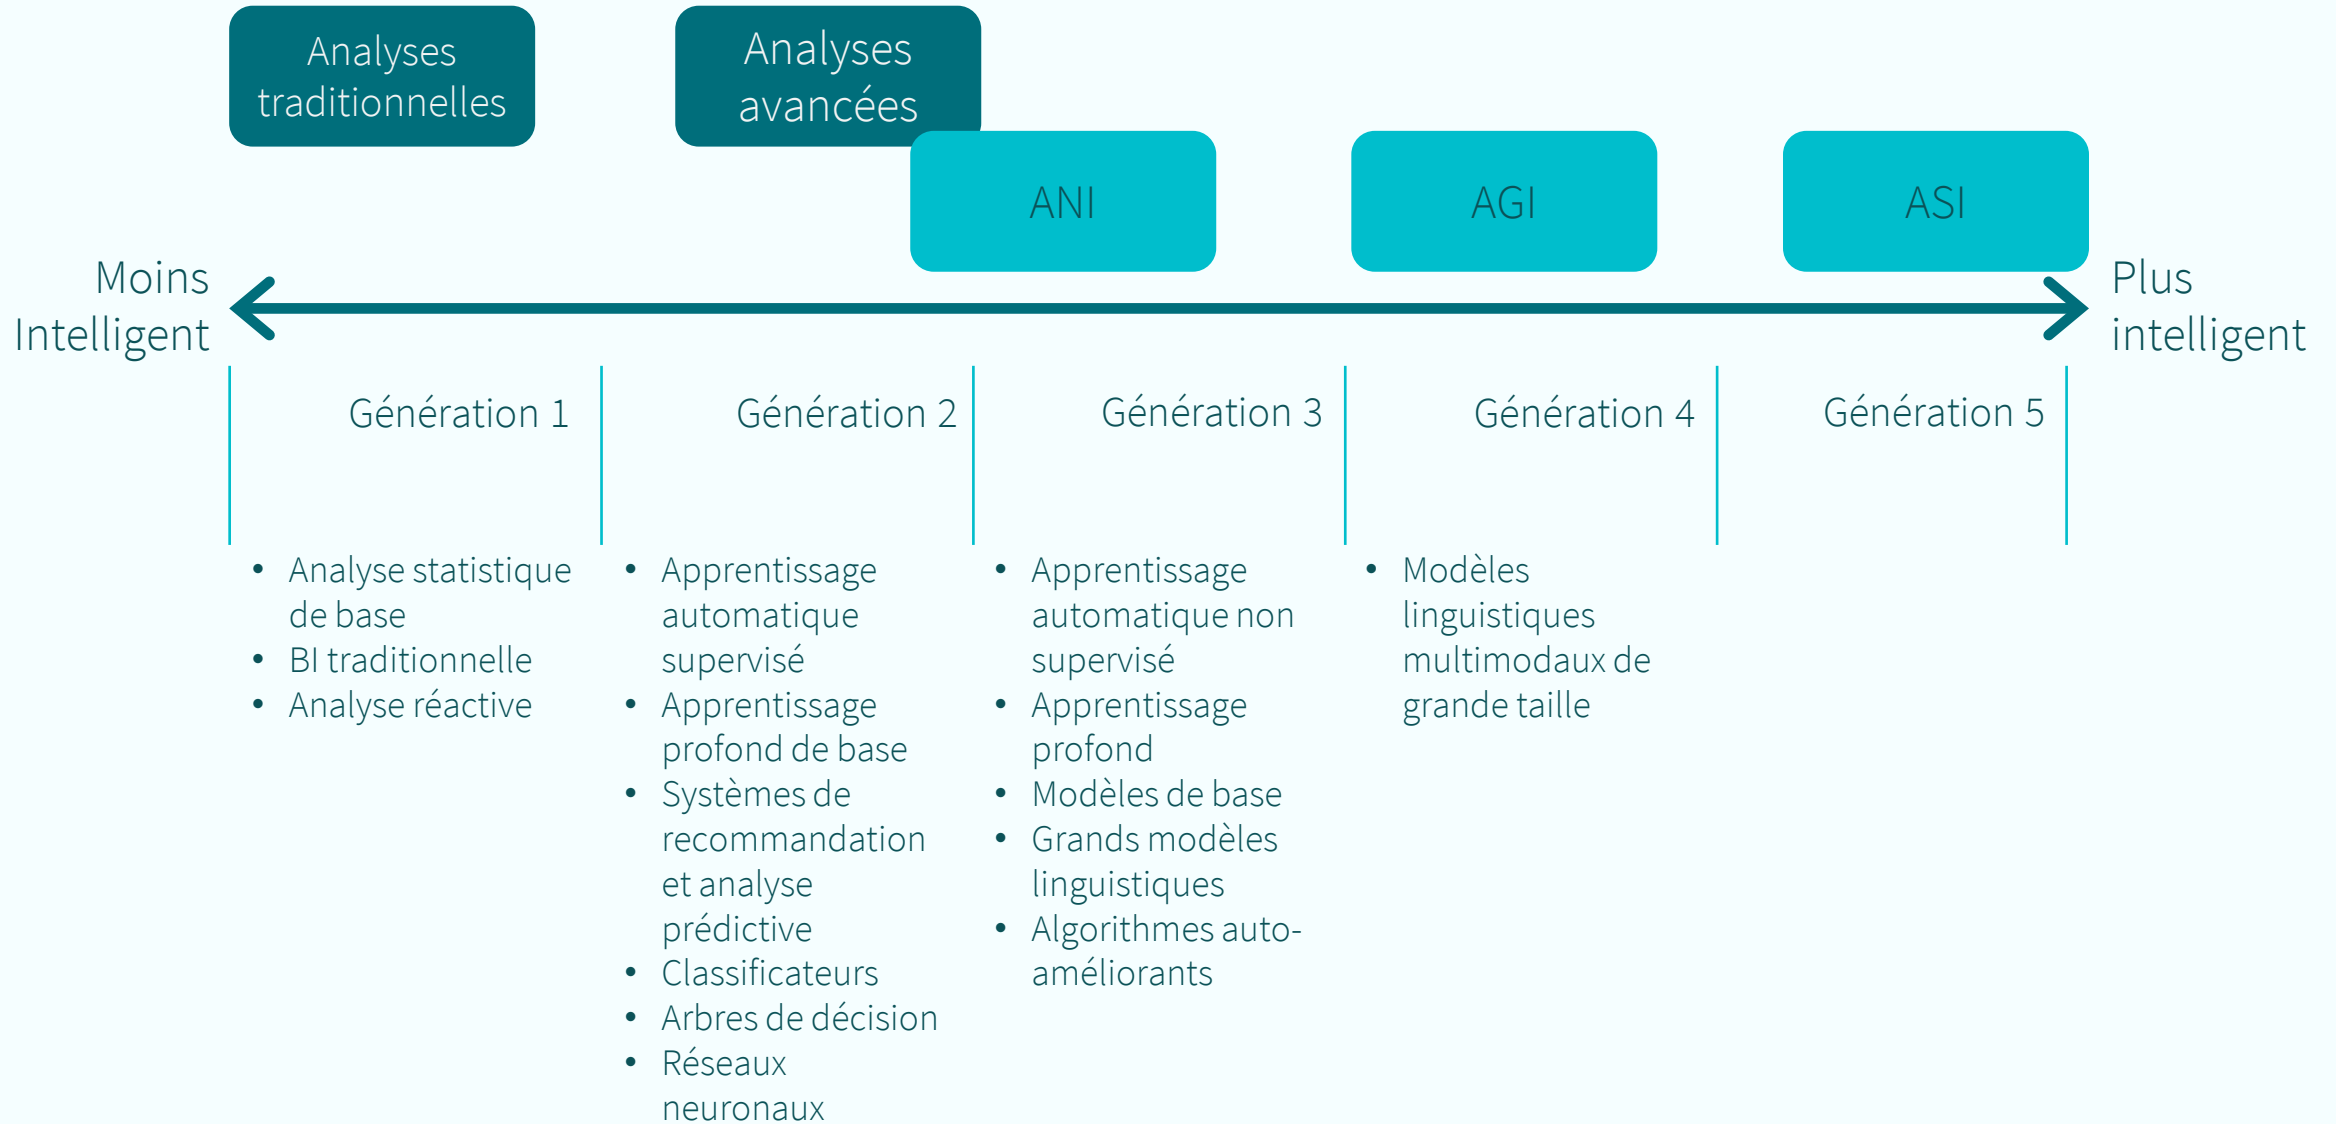 Analyses
traditionnelles
Analyses
avancées
ANI
AGI
ASI
Moins
Intelligent
Plus
intelligent
Génération 1
Génération 2
Génération 3
Génération 4
Génération 5
• Analyse statistique
de base
• BI traditionnelle
• Analyse réactive
• Apprentissage
automatique
supervisé
• Apprentissage
profond de base
• Systèmes de
recommandation
et analyse
prédictive
• Classificateurs
• Arbres de décision
• Réseaux
neuronaux
• Apprentissage
automatique non
supervisé
• Apprentissage
profond
• Modèles de base
• Grands modèles
linguistiques
• Algorithmes auto-
améliorants
• Modèles
linguistiques
multimodaux de
grande taille